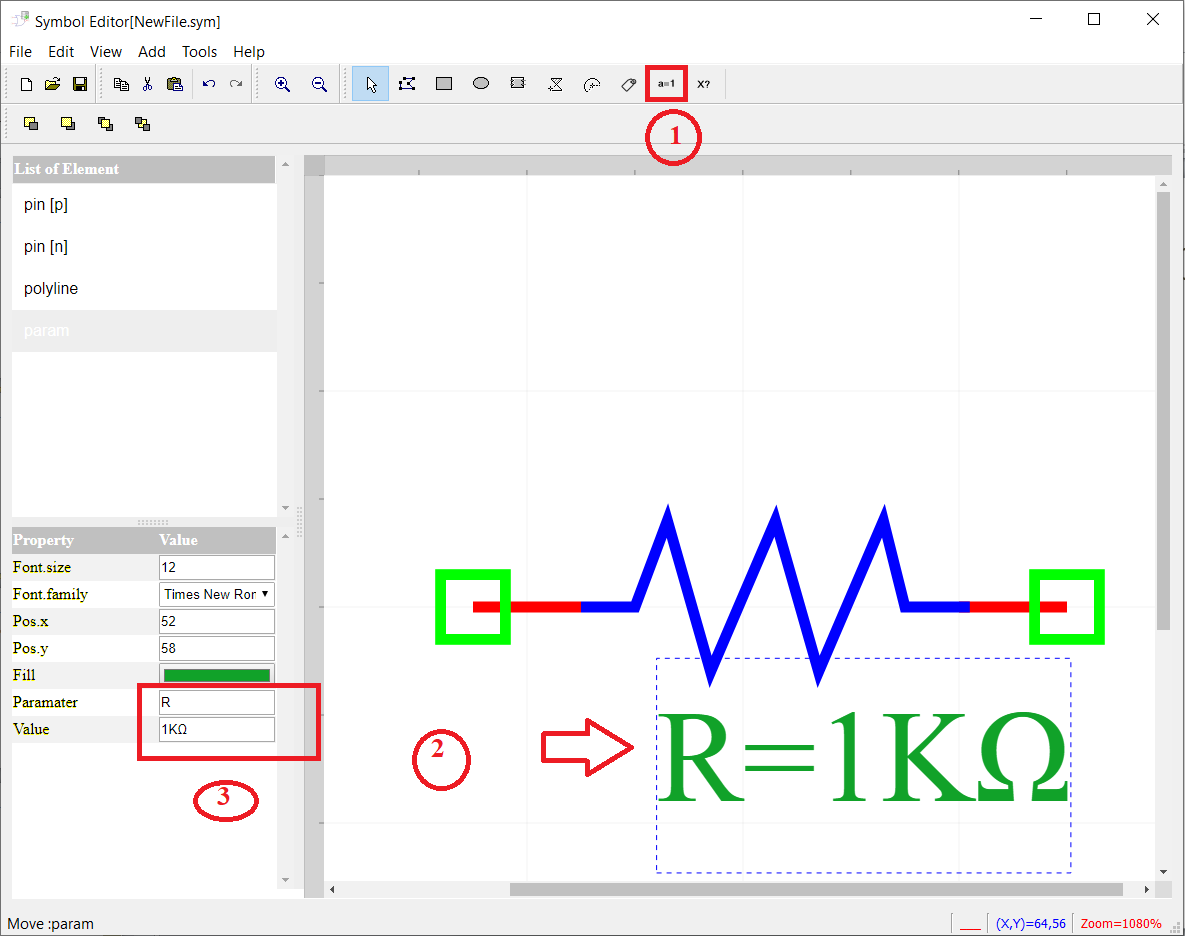 Symbol Editor[NewFile.sym]
File Edit View Add Tools Help
a=1 X?
1
List of Element
pin [p]
pin [n]
polyline
param
Property Value
Font.size 12
Font.family Times New Ror
Pos.x 52
Pos.y 58
Fill
Paramater R
Value 1KΩ
3
2
R=1KΩ
Move :param
(X,Y)=64,56 Zoom=1080%